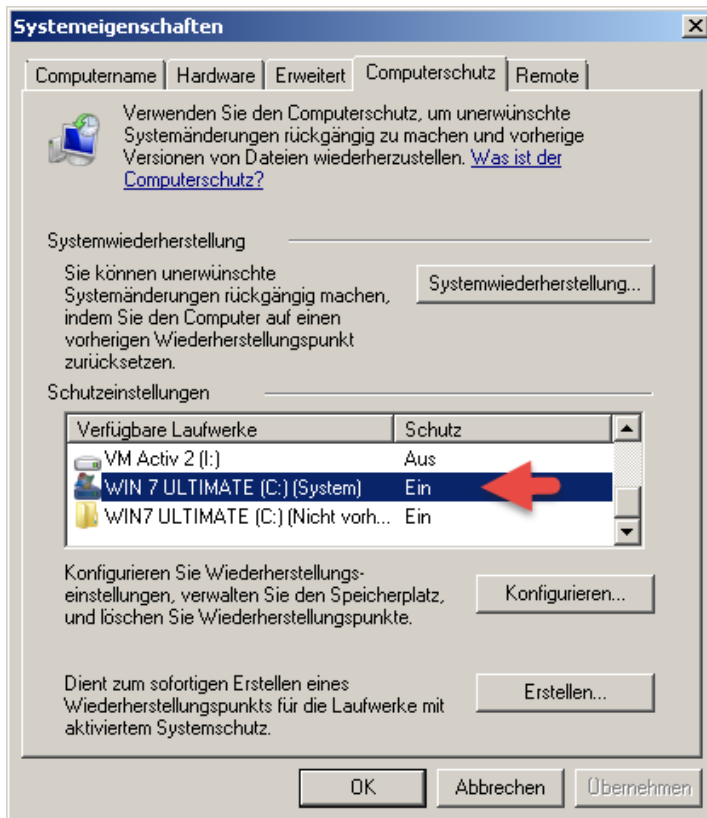 Systemeigenschaften
Computername Hardware Erweitert Computerschutz Remote
Verwenden Sie den Computerschutz, um unerwünschte
Systemänderungen rückgängig zu machen und vorherige
Versionen von Dateien wiederherzustellen. Was ist der
Computerschutz?
Systemwiederherstellung
Sie können unerwünschte
Systemänderungen rückgängig machen,
indem Sie den Computer auf einen
vorherigen Wiederherstellungspunkt
zurücksetzen.
Systemwiederherstellung...
Schutzeinstellungen
Verfügbare Laufwerke Schutz
VM Activ 2 (I:) Aus
WIN 7 ULTIMATE (C:) (System) Ein
WIN7 ULTIMATE (C:) (Nicht vorh... Ein
Konfigurieren Sie Wiederherstellungs-
einstellungen, verwalten Sie den Speicherplatz,
und löschen Sie Wiederherstellungspunkte.
Konfigurieren...
Dient zum sofortigen Erstellen eines
Wiederherstellungspunkts für die Laufwerke mit
aktiviertem Systemschutz.
Erstellen...
OK Abbrechen Übernehmen